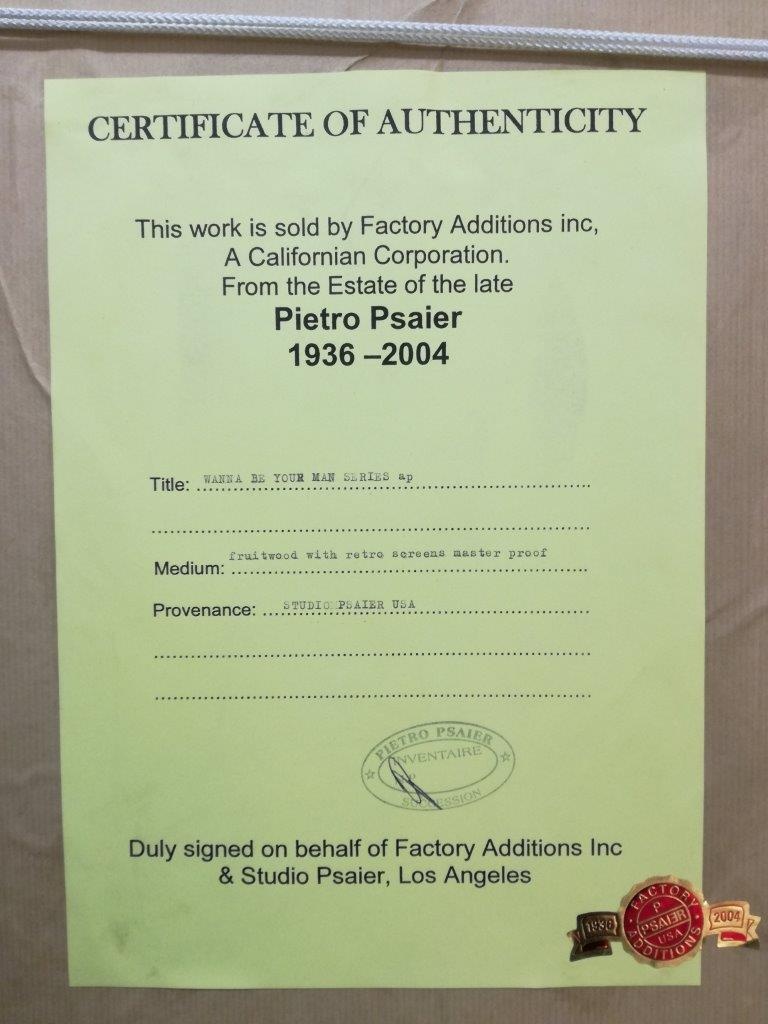 CERTIFICATE OF AUTHENTICITY
This work is sold by Factory Additions inc,
A Californian Corporation.
From the Estate of the late
Pietro Psaier
1936 –2004
Title: WANNA BE YOUR MAN SERIES ap
Medium: fruitwood with retro screens master proof
Provenance: STUDIO PSAIER USA
PIETRO PSAIER
INVENTAIRE
SUCCESSION
Duly signed on behalf of Factory Additions Inc
& Studio Psaier, Los Angeles
FACTORY
P
1936 PSAIER 2004
USA
ADDITIONS